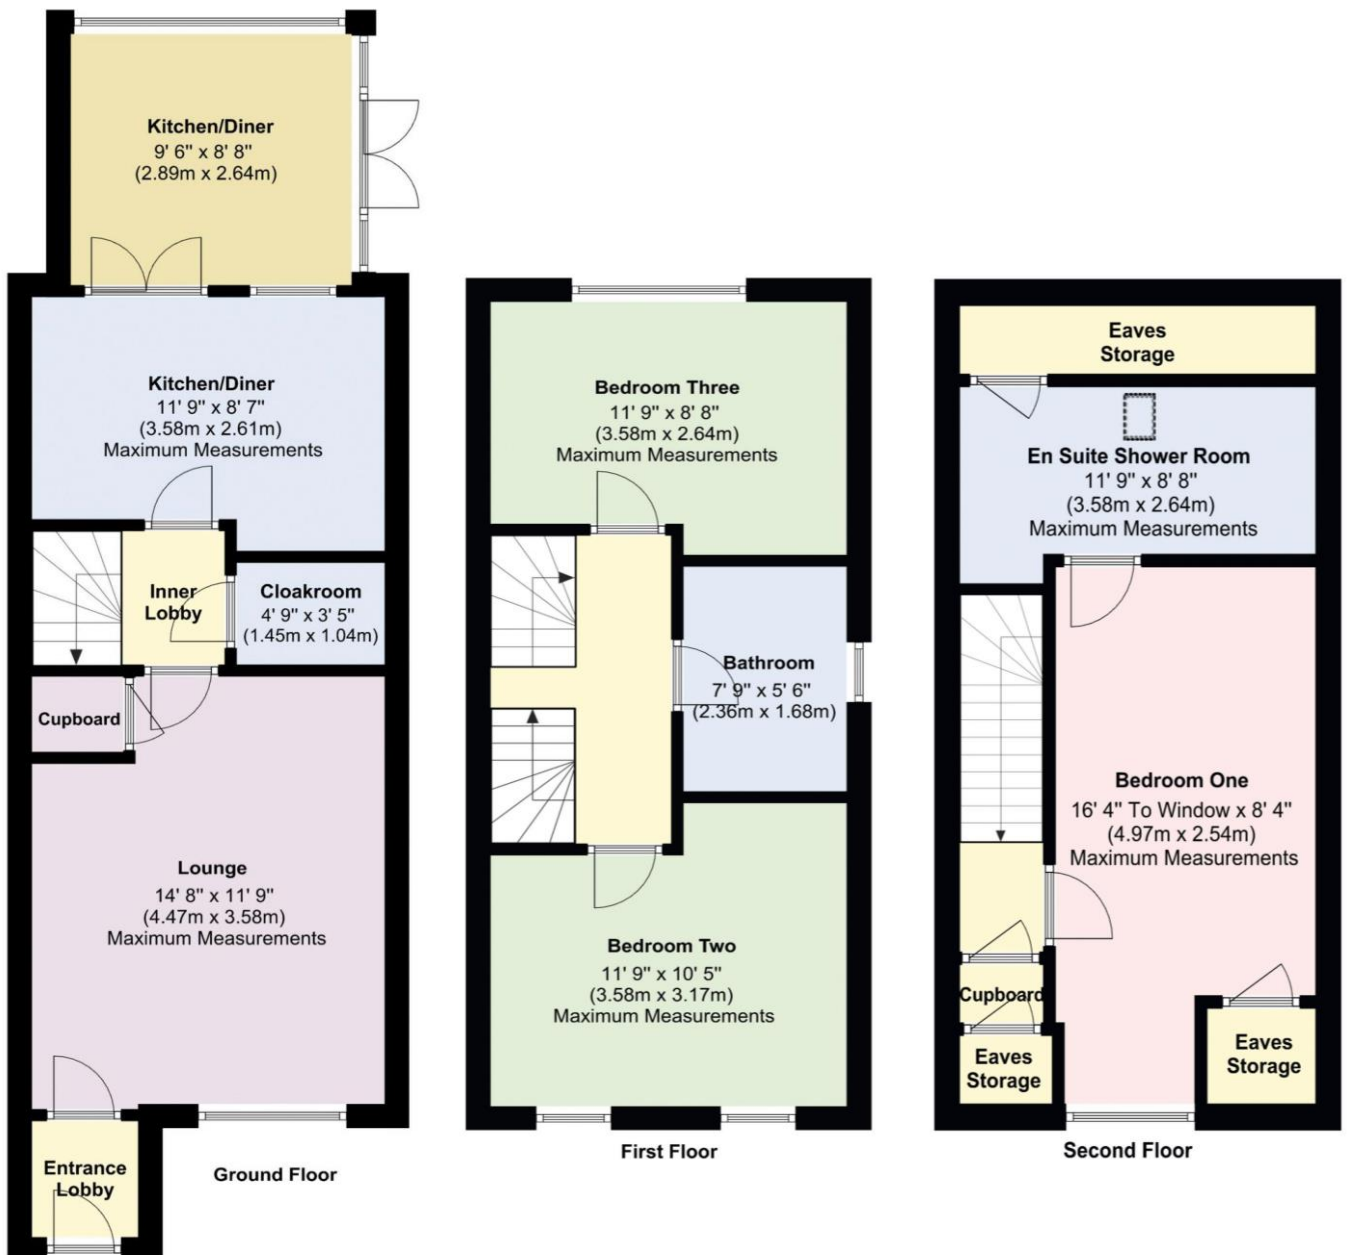 Kitchen/Diner
9' 6" x 8' 8"
(2.89m x 2.64m)
Kitchen/Diner
11' 9" x 8' 7"
(3.58m x 2.61m)
Maximum Measurements
Inner
Lobby
Cloakroom
4' 9" x 3' 5"
(1.45m x 1.04m)
Cupboard
Lounge
14' 8" x 11' 9"
(4.47m x 3.58m)
Maximum Measurements
Entrance
Lobby
Ground Floor
Bedroom Three
11' 9" x 8' 8"
(3.58m x 2.64m)
Maximum Measurements
Bathroom
7' 9" x 5' 6"
(2.36m x 1.68m)
Bedroom Two
11' 9" x 10' 5"
(3.58m x 3.17m)
Maximum Measurements
First Floor
Eaves
Storage
En Suite Shower Room
11' 9" x 8' 8"
(3.58m x 2.64m)
Maximum Measurements
Bedroom One
16' 4" To Window x 8' 4"
(4.97m x 2.54m)
Maximum Measurements
Cupboard
Eaves
Storage
Eaves
Storage
Second Floor